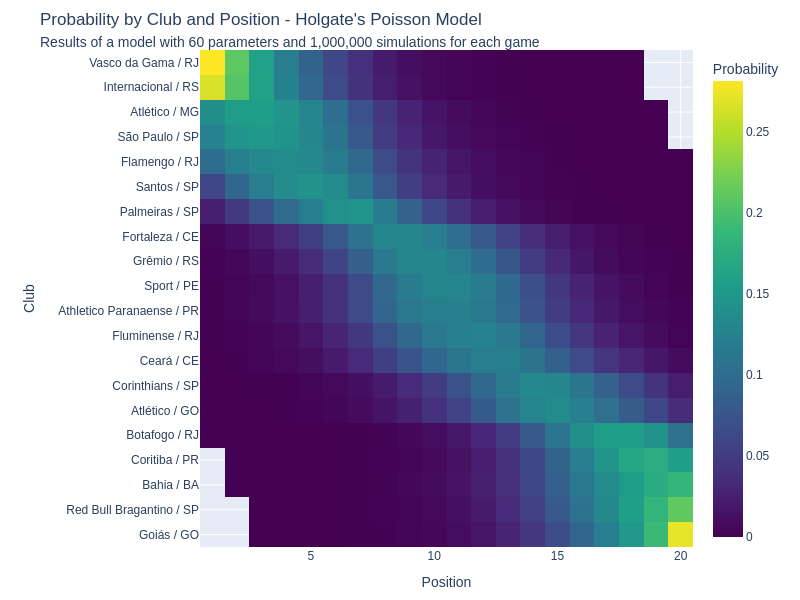 Probability by Club and Position - Holgate's Poisson Model
Results of a model with 60 parameters and 1,000,000 simulations for each game
Probability
Club
Vasco da Gama / RJ
Internacional / RS
Atlético / MG
São Paulo / SP
Flamengo / RJ
Santos / SP
Palmeiras / SP
Fortaleza / CE
Grêmio / RS
Sport / PE
Athletico Paranaense / PR
Fluminense / RJ
Ceará / CE
Corinthians / SP
Atlético / GO
Botafogo / RJ
Coritiba / PR
Bahia / BA
Red Bull Bragantino / SP
Goiás / GO
0.25
0.2
0.15
0.1
0.05
0
5 10 15 20
Position